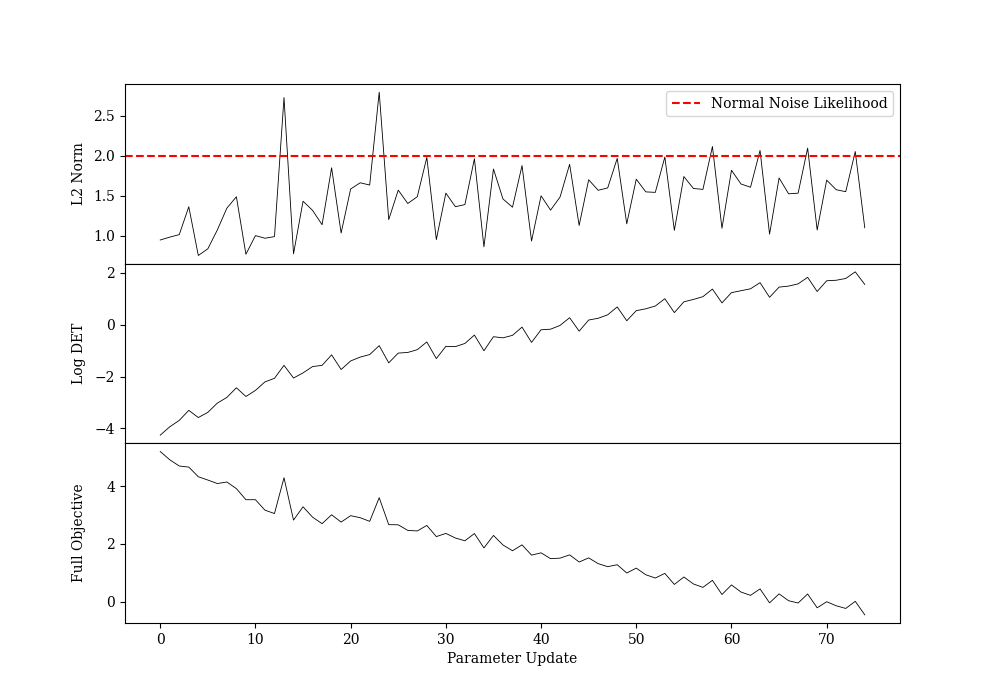 Normal Noise Likelihood
L2 Norm
2.5
2.0
1.5
1.0
Log DET
2
0
−2
−4
Full Objective
4
2
0
0 10 20 30 40 50 60 70
Parameter Update